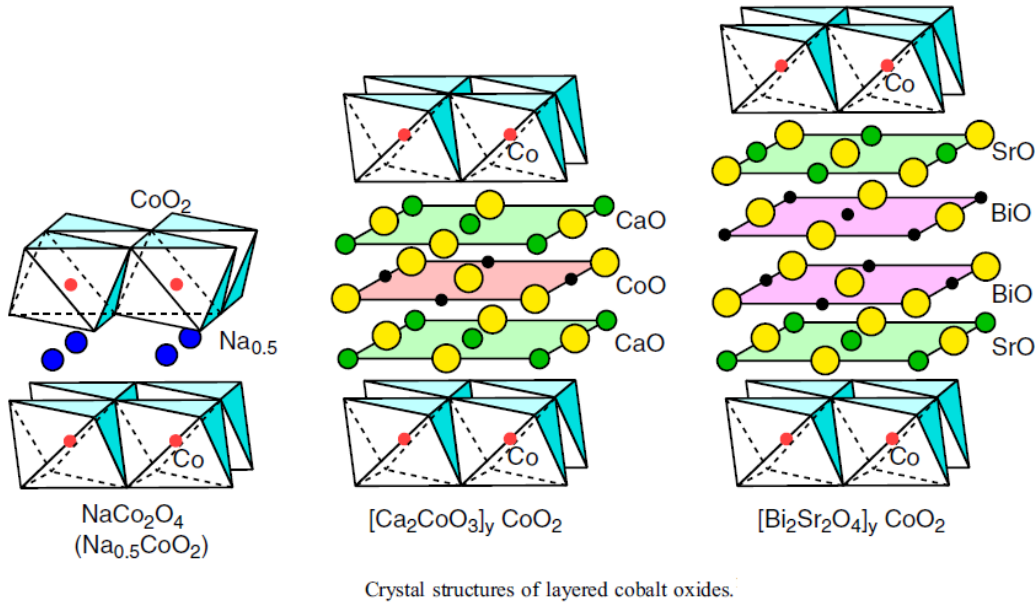 CoO₂
Na₀.₅
Co
NaCo₂O₄
(Na₀.₅CoO₂)
Co
CaO
CoO
CaO
Co
[Ca₂CoO₃]y CoO₂
Co
SrO
BiO
BiO
SrO
Co
[Bi₂Sr₂O₄]y CoO₂
Crystal structures of layered cobalt oxides.